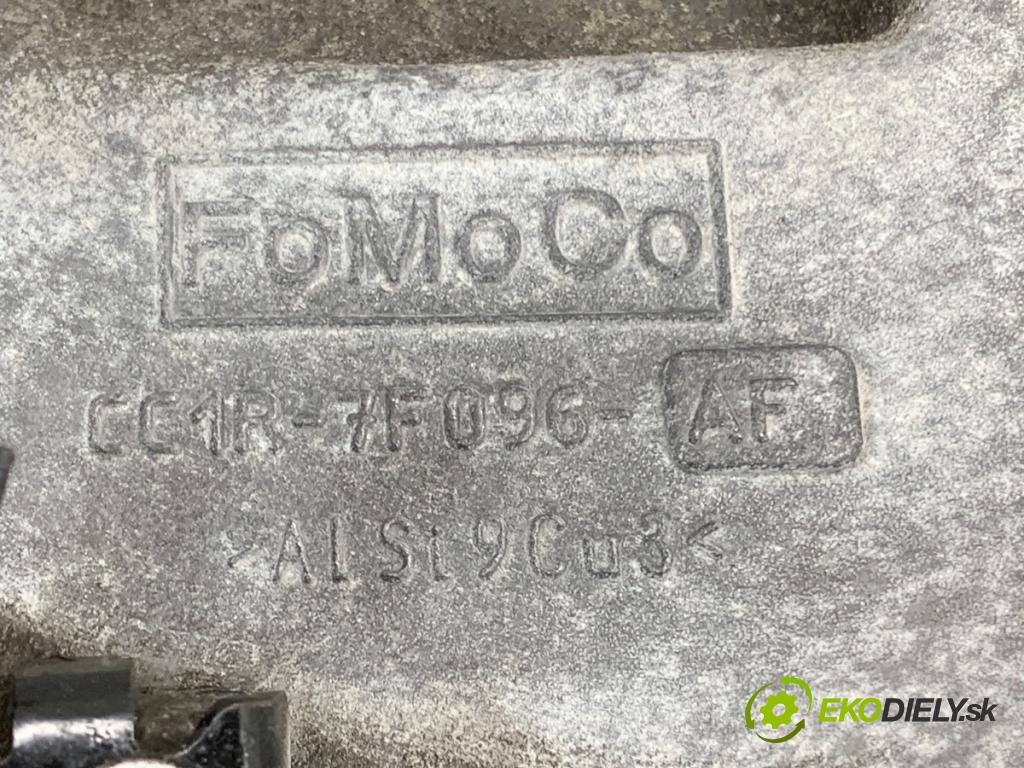 FoMoCo
CC1R-7F096-AF
>AlSi9Cu3<
EKODIELY.sk